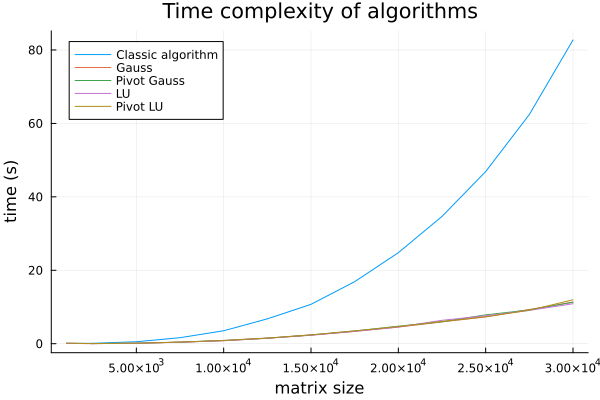 Time complexity of algorithms
Classic algorithm
Gauss
Pivot Gauss
LU
Pivot LU
time (s)
80
60
40
20
0
5.00×10³ 1.00×10⁴ 1.50×10⁴ 2.00×10⁴ 2.50×10⁴ 3.00×10⁴
matrix size